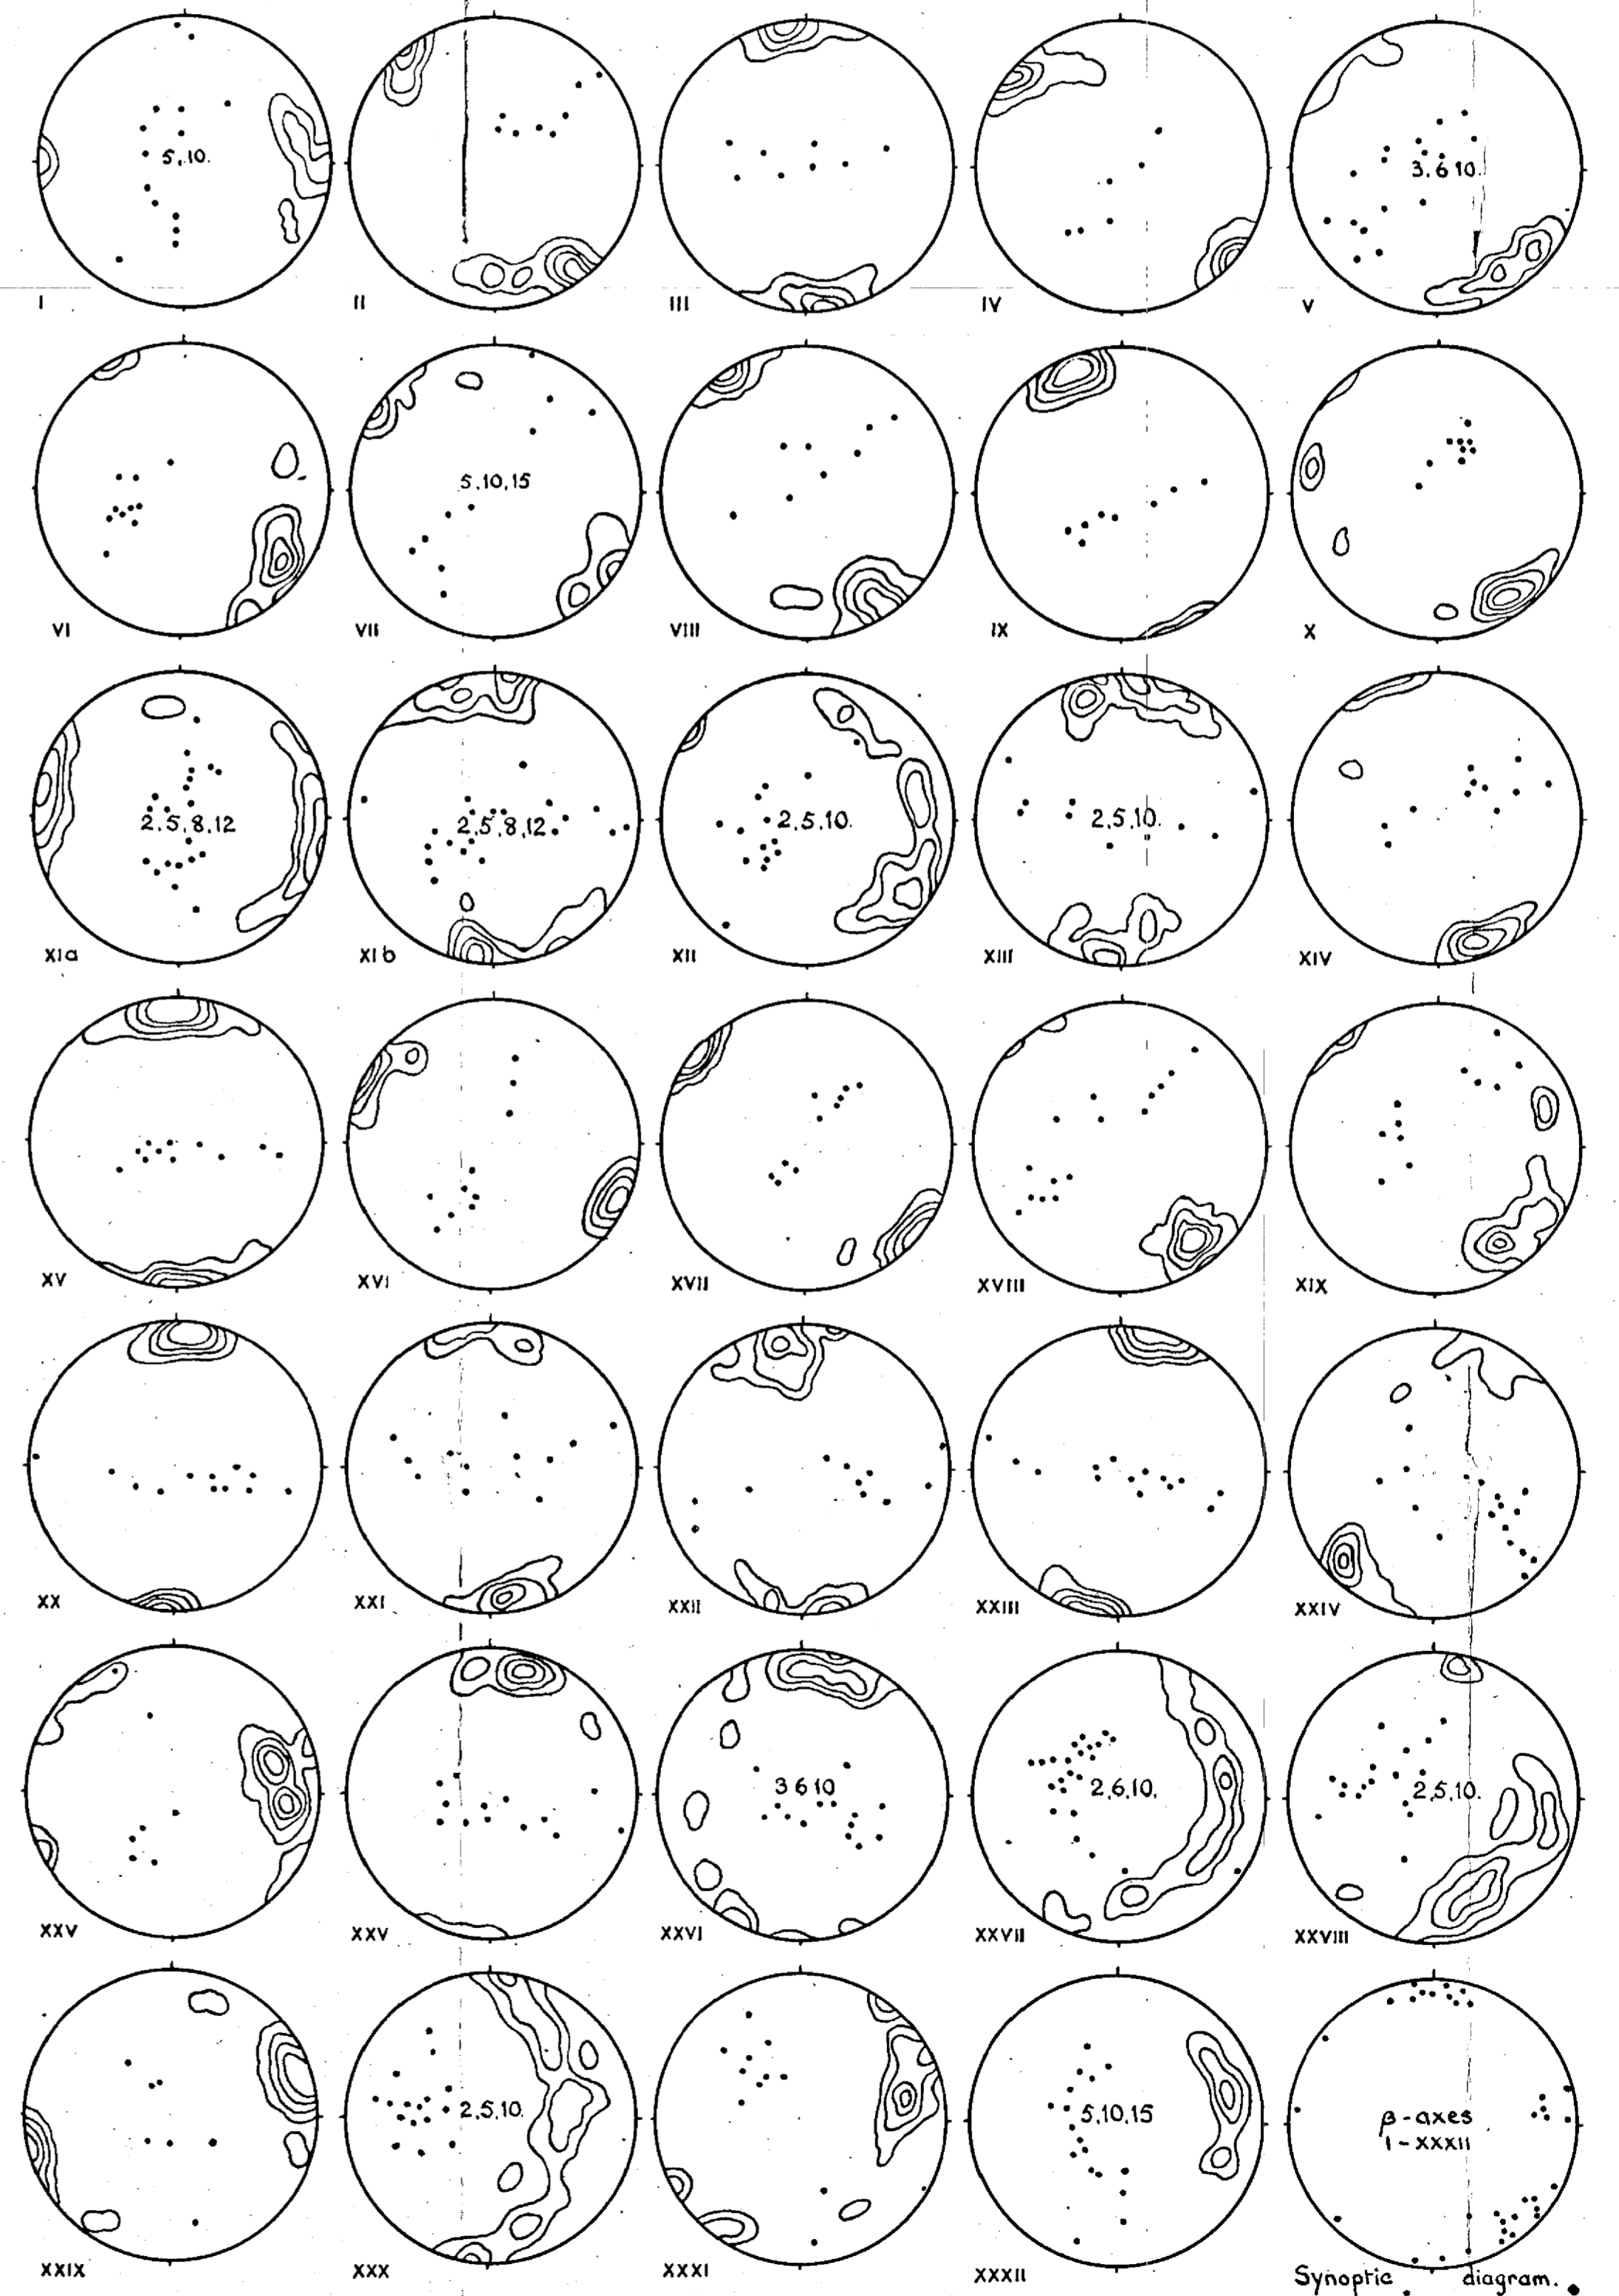 5, 10.
3, 6 10.
I II III IV V
5, 10, 15
VI VII VIII IX X
2, 5, 8, 12 2, 5, 8, 12 2, 5, 10. 2, 5, 10.
XIa XIb XII XIII XIV
XV XVI XVII XVIII XIX
XX XXI XXII XXIII XXIV
3 6 10 2, 6, 10, 2, 5, 10.
XXV XXV XXVI XXVII XXVIII
2, 5, 10. 5, 10, 15 β-axes
I-XXXII
XXIX XXX XXXI XXXII Synoptic diagram.